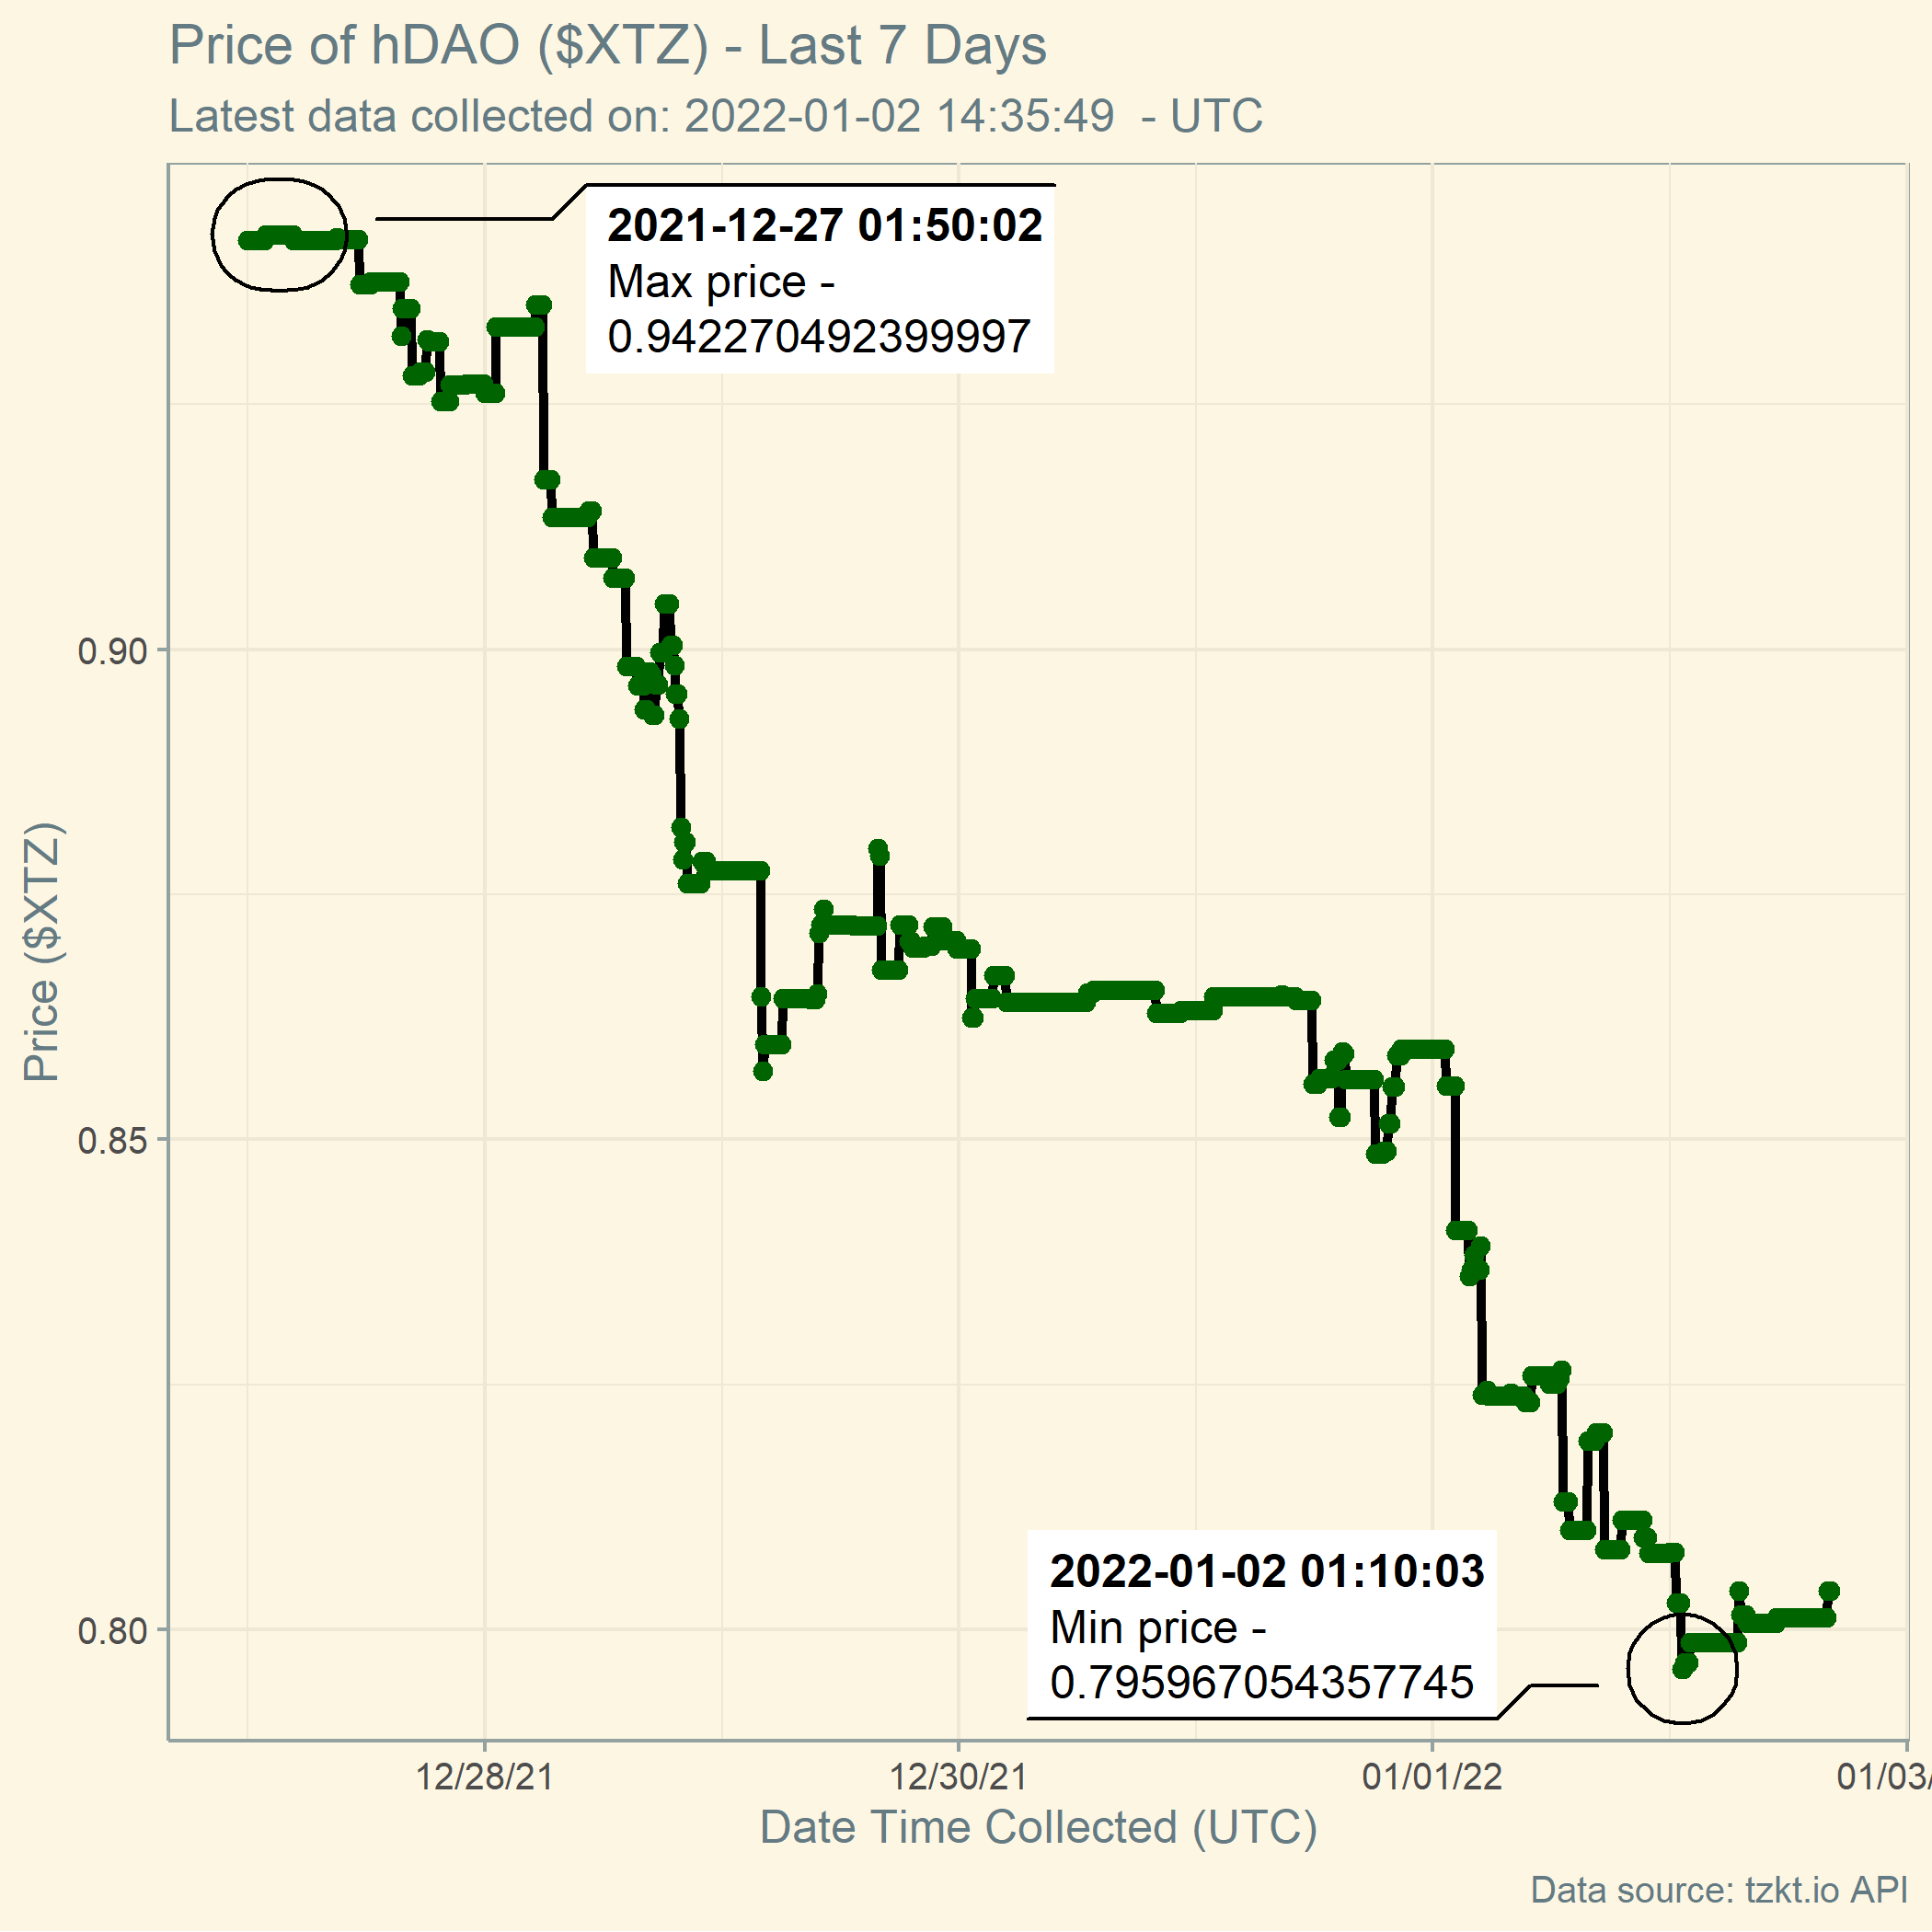 Price of hDAO ($XTZ) - Last 7 Days
Latest data collected on: 2022-01-02 14:35:49  - UTC
2021-12-27 01:50:02
Max price -
0.942270492399997
Price ($XTZ)
0.90
0.85
0.80
2022-01-02 01:10:03
Min price -
0.795967054357745
12/28/21
12/30/21
01/01/22
01/03/
Date Time Collected (UTC)
Data source: tzkt.io API